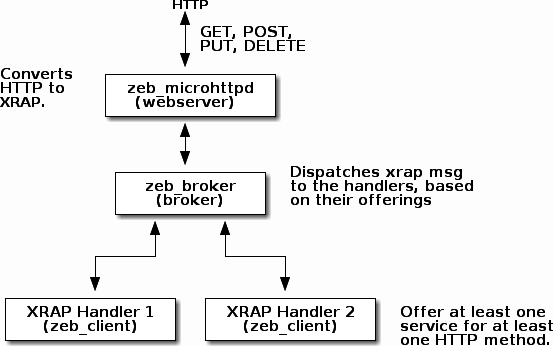 HTTP
GET, POST,
PUT, DELETE
Converts
HTTP to
XRAP.
zeb_microhttpd
(webserver)
zeb_broker
(broker)
Dispatches xrap msg
to the handlers, based
on their offerings
XRAP Handler 1
(zeb_client)
XRAP Handler 2
(zeb_client)
Offer at least one
service for at least
one HTTP method.